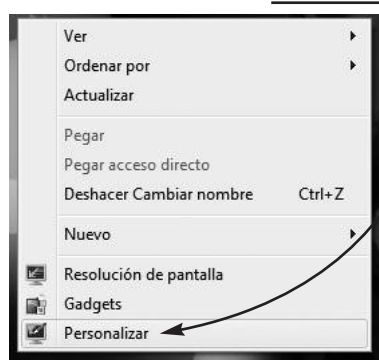 Ver
Ordenar por
Actualizar
Pegar
Pegar acceso directo
Deshacer Cambiar nombre Ctrl+Z
Nuevo
Resolución de pantalla
Gadgets
Personalizar